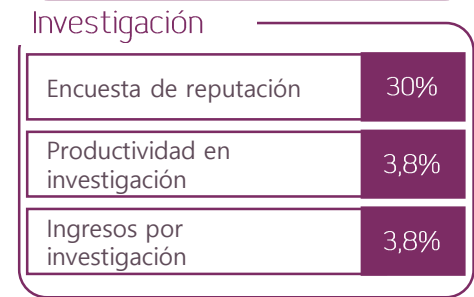 Investigación
Encuesta de reputación 30%
Productividad en
investigación 3,8%
Ingresos por
investigación 3,8%